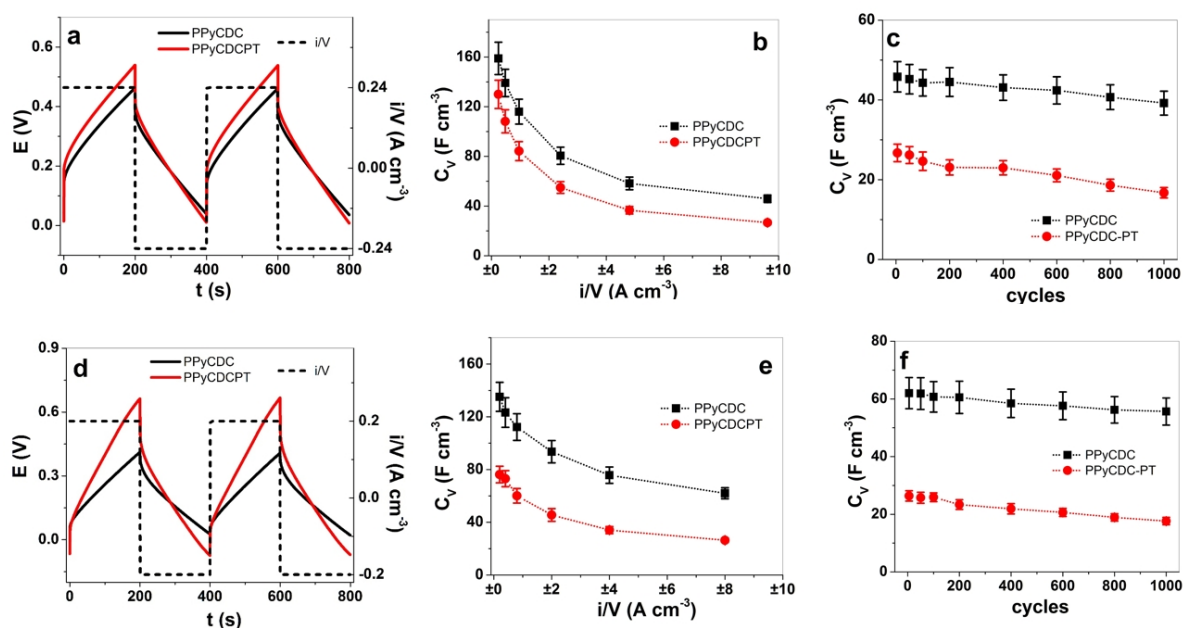 a
PPyCDC
PPyCDCPT
i/V
E (V)
0.6
0.4
0.2
0.0
0.24
0.00
-0.24
i/V (A cm⁻³)
0 200 400 600 800
t (s)
b
PPyCDC
PPyCDCPT
C_V (F cm⁻³)
160
120
80
40
0
±0 ±2 ±4 ±6 ±8 ±10
i/V (A cm⁻³)
c
C_V (F cm⁻³)
60
40
20
0
PPyCDC
PPyCDC-PT
0 200 400 600 800 1000
cycles
d
PPyCDC
PPyCDCPT
i/V
E (V)
0.9
0.6
0.3
0.0
0.2
0.0
-0.2
i/V (A cm⁻³)
0 200 400 600 800
t (s)
e
PPyCDC
PPyCDCPT
C_V (F cm⁻³)
160
120
80
40
0
±0 ±2 ±4 ±6 ±8 ±10
i/V (A cm⁻³)
f
C_V (F cm⁻³)
80
60
40
20
0
PPyCDC
PPyCDC-PT
0 200 400 600 800 1000
cycles